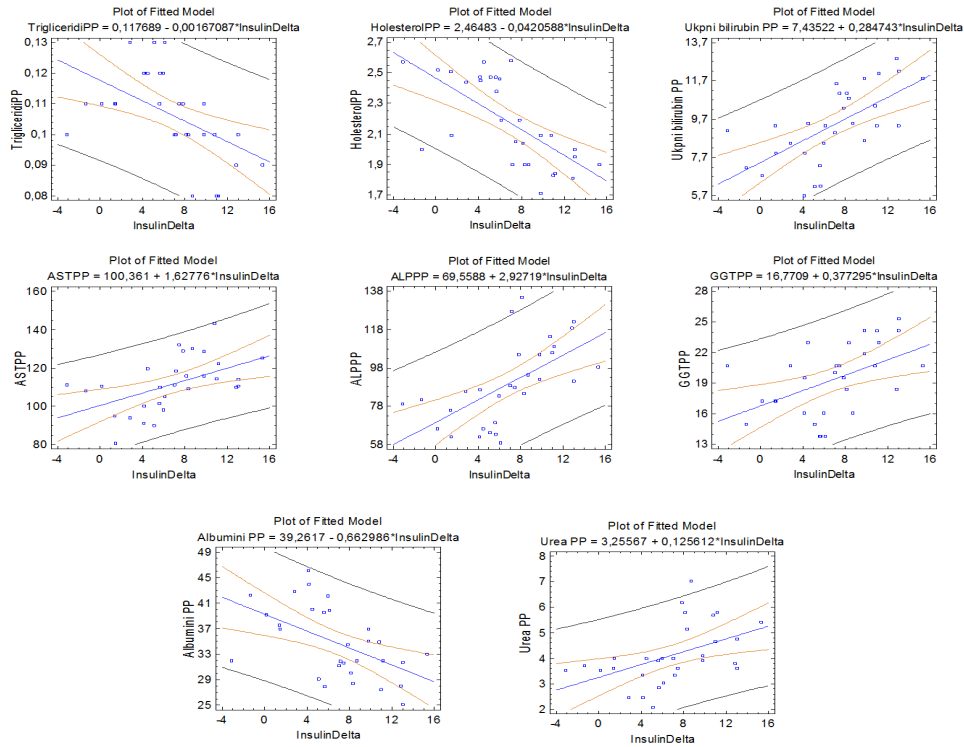 Plot of Fitted Model
TrigliceridiPP = 0,117689 - 0,00167087*InsulinDelta
TrigliceridiPP
0,13
0,12
0,11
0,1
0,09
0,08
-4 0 4 8 12 16
InsulinDelta
Plot of Fitted Model
HolesterolPP = 2,46483 - 0,0420588*InsulinDelta
HolesterolPP
2,7
2,5
2,3
2,1
1,9
1,7
-4 0 4 8 12 16
InsulinDelta
Plot of Fitted Model
Ukpni bilirubin PP = 7,43522 + 0,284743*InsulinDelta
Ukpni bilinubin PP
13,7
11,7
9,7
7,7
5,7
-4 0 4 8 12 16
InsulinDelta
Plot of Fitted Model
ASTPP = 100,361 + 1,62776*InsulinDelta
ASTPP
160
140
120
100
80
-4 0 4 8 12 16
InsulinDelta
Plot of Fitted Model
ALPPP = 69,5588 + 2,92719*InsulinDelta
ALPPP
138
118
98
78
58
-4 0 4 8 12 16
InsulinDelta
Plot of Fitted Model
GGTPP = 16,7709 + 0,377295*InsulinDelta
GGTPP
28
25
22
19
16
13
-4 0 4 8 12 16
InsulinDelta
Plot of Fitted Model
Albumini PP = 39,2617 - 0,662986*InsulinDelta
Albumini PP
49
45
41
37
33
29
25
-4 0 4 8 12 16
InsulinDelta
Plot of Fitted Model
Urea PP = 3,25567 + 0,125612*InsulinDelta
Urea PP
8
7
6
5
4
3
2
-4 0 4 8 12 16
InsulinDelta